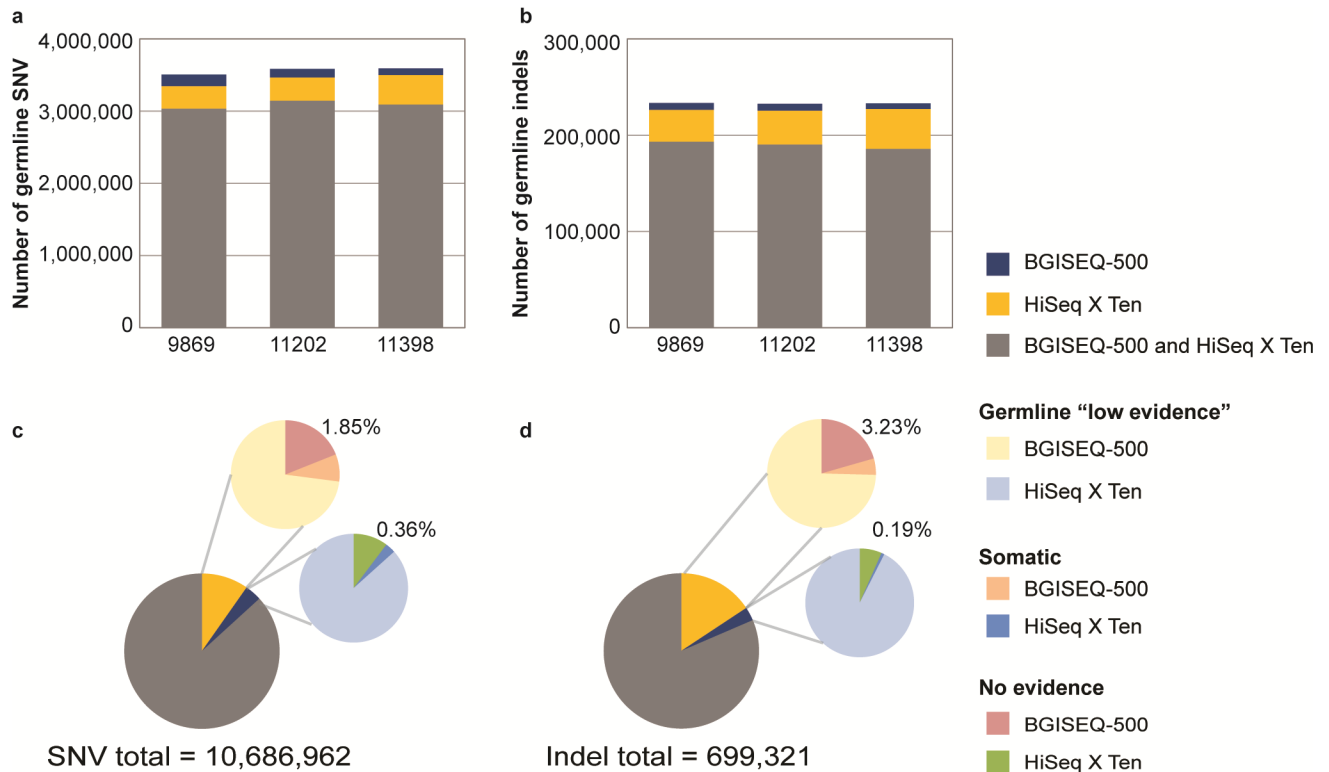 a
Number of germline SNV
4,000,000
3,000,000
2,000,000
1,000,000
0
9869
11202
11398
b
Number of germline indels
300,000
200,000
100,000
0
9869
11202
11398
BGISEQ-500
HiSeq X Ten
BGISEQ-500 and HiSeq X Ten
c
1.85%
0.36%
SNV total = 10,686,962
d
3.23%
0.19%
Indel total = 699,321
Germline “low evidence”
BGISEQ-500
HiSeq X Ten
Somatic
BGISEQ-500
HiSeq X Ten
No evidence
BGISEQ-500
HiSeq X Ten